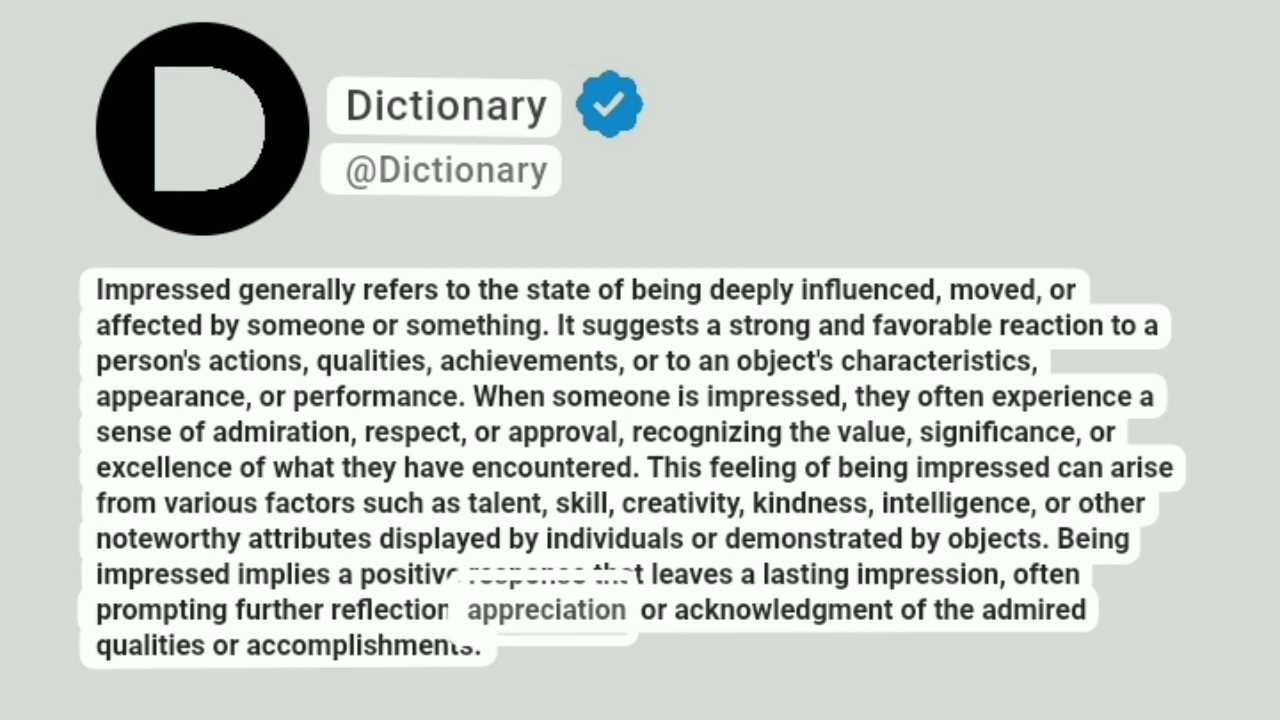 D
Dictionary
@Dictionary
Impressed generally refers to the state of being deeply influenced, moved, or
affected by someone or something. It suggests a strong and favorable reaction to a
person's actions, qualities, achievements, or to an object's characteristics,
appearance, or performance. When someone is impressed, they often experience a
sense of admiration, respect, or approval, recognizing the value, significance, or
excellence of what they have encountered. This feeling of being impressed can arise
from various factors such as talent, skill, creativity, kindness, intelligence, or other
noteworthy attributes displayed by individuals or demonstrated by objects. Being
impressed implies a positive response that leaves a lasting impression, often
prompting further reflection appreciation or acknowledgment of the admired
qualities or accomplishments.